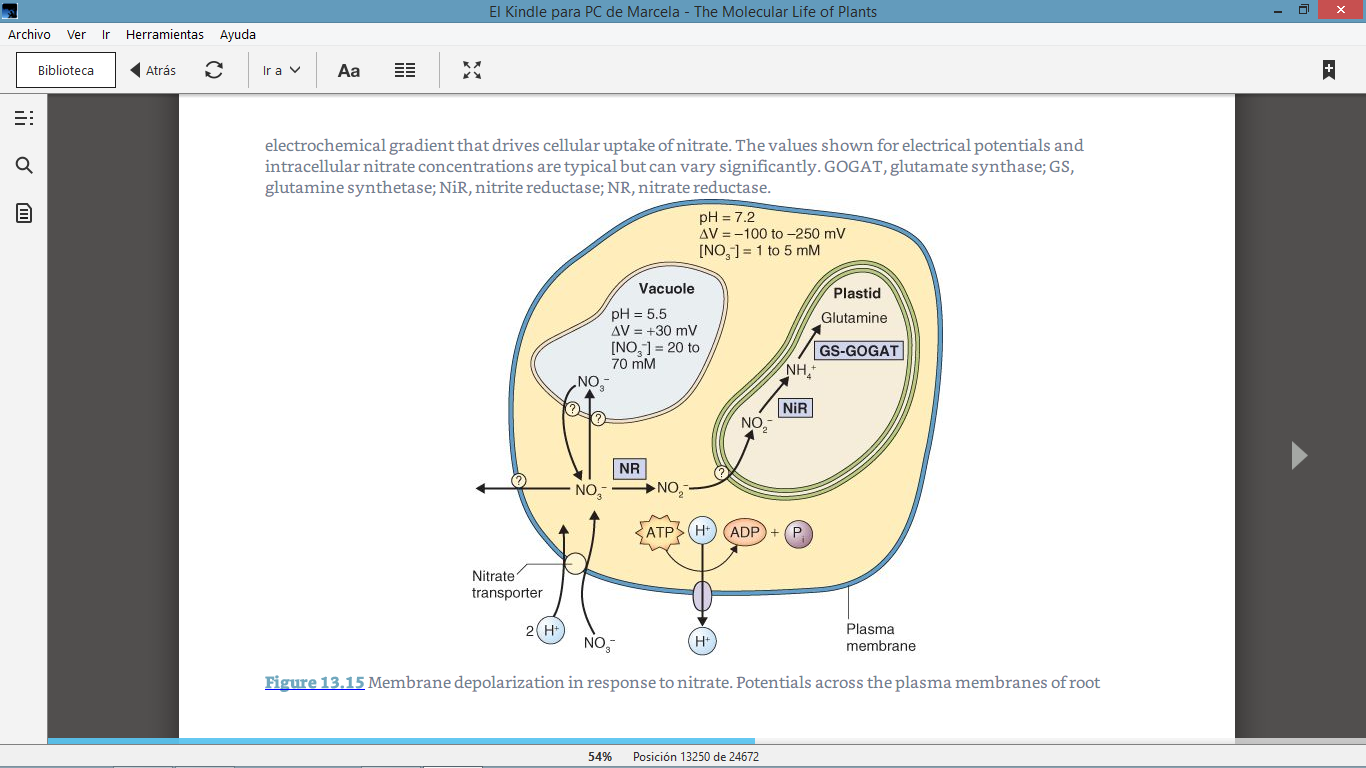 El Kindle para PC de Marcela - The Molecular Life of Plants
Archivo Ver Ir Herramientas Ayuda
Biblioteca Atrás Ir a Aa
electrochemical gradient that drives cellular uptake of nitrate. The values shown for electrical potentials and
intracellular nitrate concentrations are typical but can vary significantly. GOGAT, glutamate synthase; GS,
glutamine synthetase; NiR, nitrite reductase; NR, nitrate reductase.
pH = 7.2
ΔV = –100 to –250 mV
[NO₃⁻] = 1 to 5 mM
Vacuole
pH = 5.5
ΔV = +30 mV
[NO₃⁻] = 20 to
70 mM
NO₃⁻
? ?
Plastid
Glutamine
GS-GOGAT
NH₄⁺
NiR
NO₂⁻
?
?
NR
NO₃⁻ NO₂⁻
ATP H⁺ ADP + Pᵢ
Nitrate
transporter
2 H⁺
NO₃⁻
H⁺
Plasma
membrane
Figure 13.15 Membrane depolarization in response to nitrate. Potentials across the plasma membranes of root
54% Posición 13250 de 24672